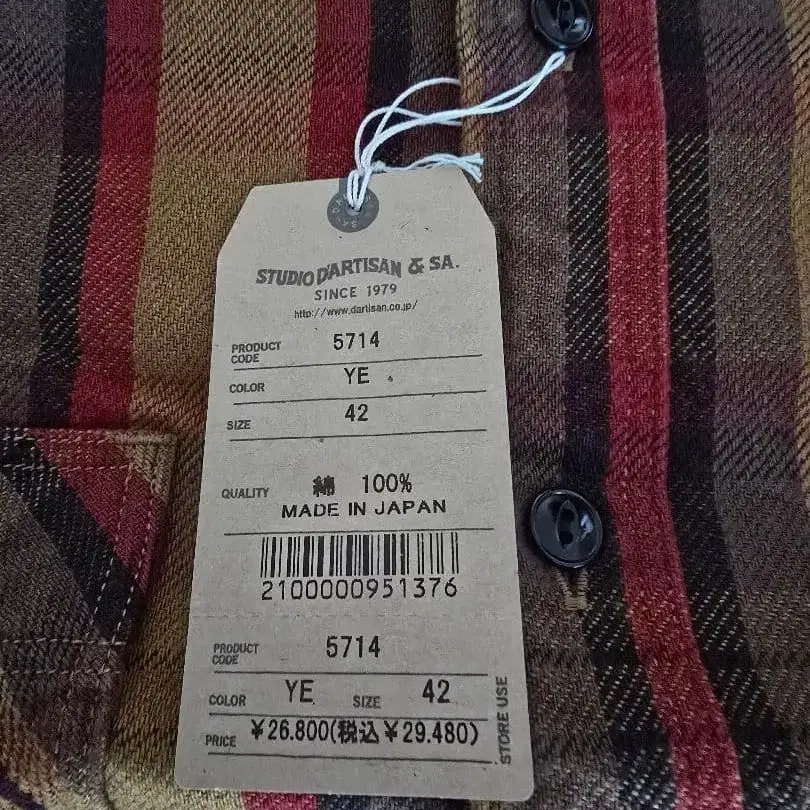 STUDIO D'ARTISAN & SA.
SINCE 1979
http://www.dartisan.co.jp/
PRODUCT CODE 5714
COLOR YE
SIZE 42
QUALITY 綿 100%
MADE IN JAPAN
2100000951376
PRODUCT CODE 5714
COLOR YE SIZE 42
PRICE ¥26.800(税込¥29.480)
STORE USE